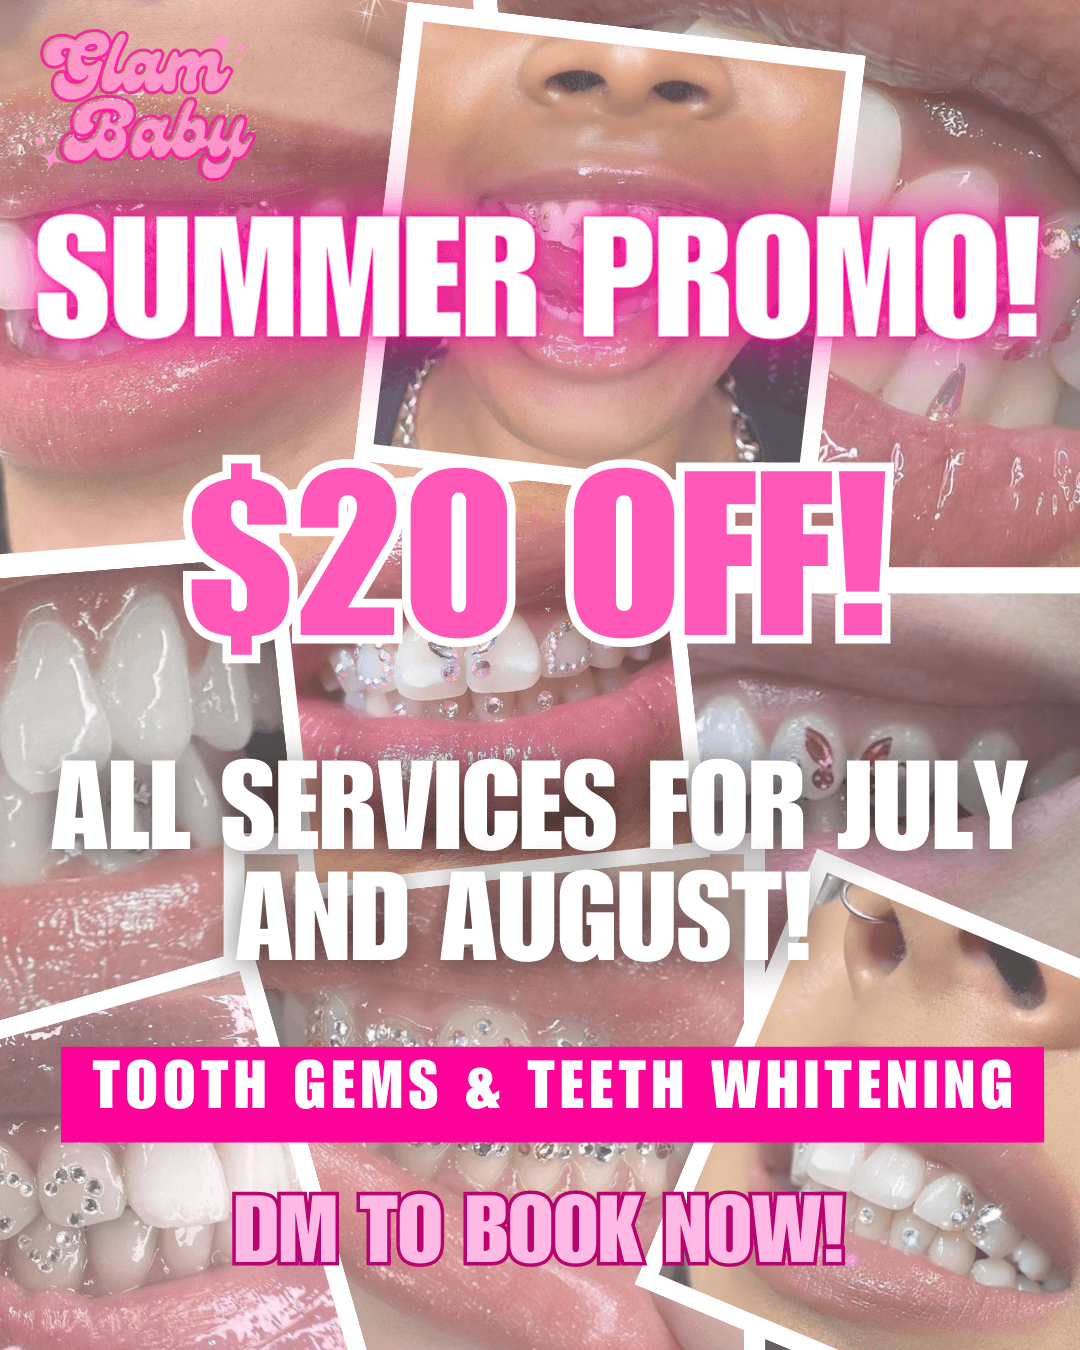 Glam
Baby
SUMMER PROMO!
$20 OFF!
ALL SERVICES FOR JULY
AND AUGUST!
TOOTH GEMS & TEETH WHITENING
DM TO BOOK NOW!